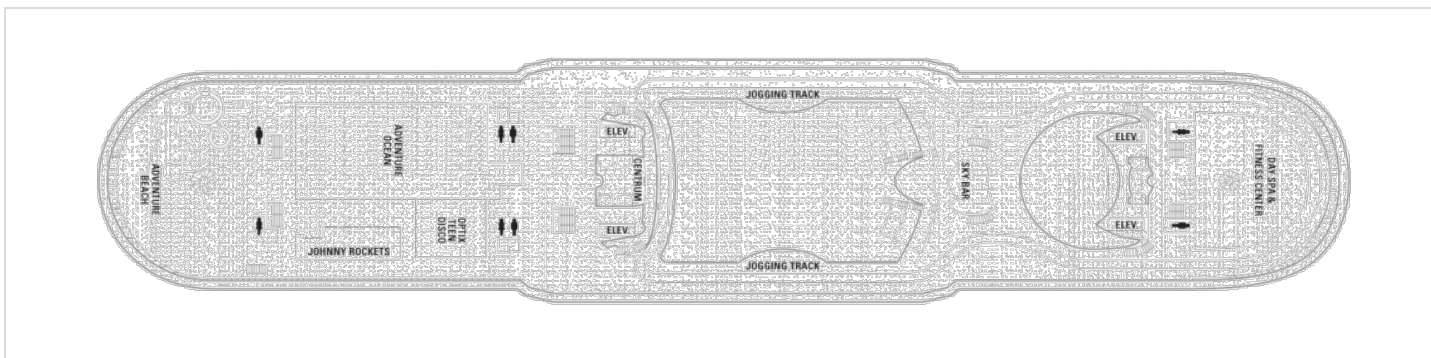 JOGGING TRACK
ELEV.
ELEV.
ADVENTURE
OCEAN
ADVENTURE
BEACH
CENTRUM
SKY BAR
DAY SPA &
FITNESS CENTER
OPTIX
TEEN
DISCO
ELEV.
ELEV.
JOHNNY ROCKETS
JOGGING TRACK